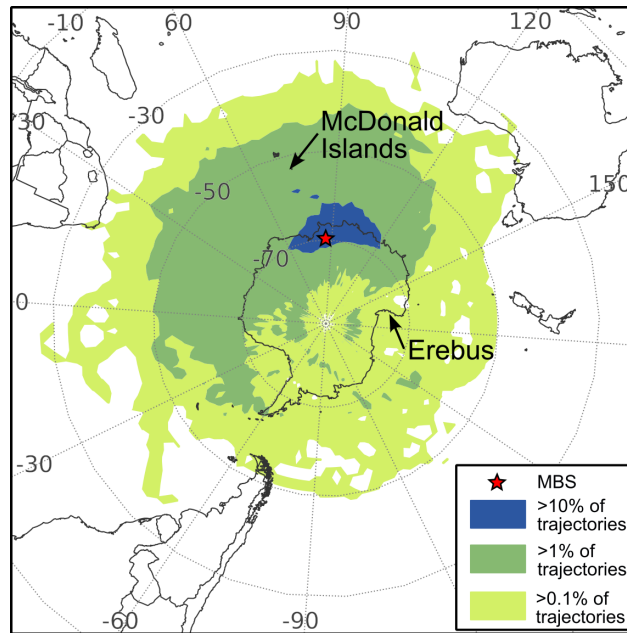 -10
60
90
120
30
-30
McDonald
Islands
-50
150
-70
0
Erebus
-30
MBS
>10% of
trajectories
>1% of
trajectories
>0.1% of
trajectories
-60
-90